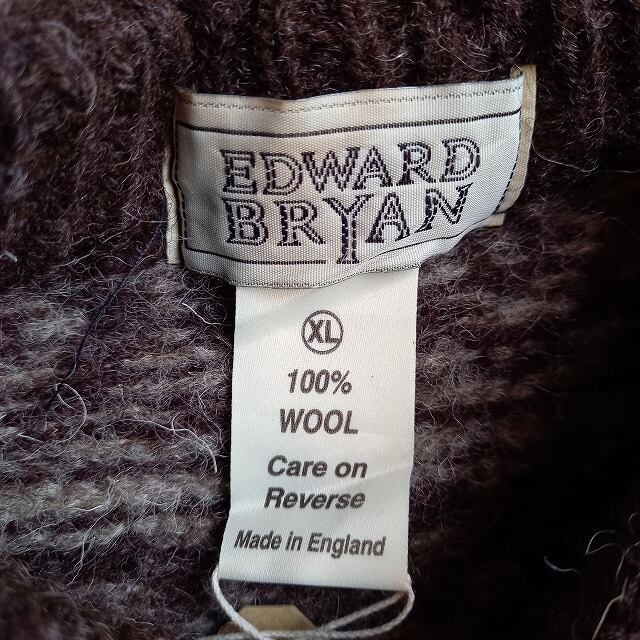 EDWARD
BRYAN
XL
100%
WOOL
Care on
Reverse
Made in England